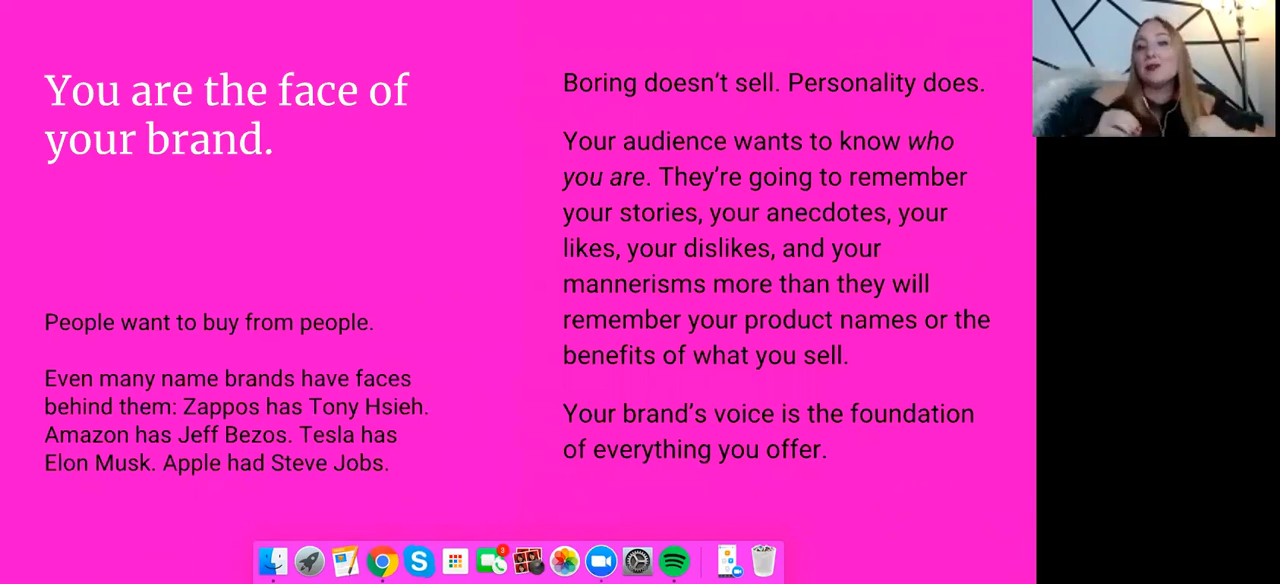 You are the face of
your brand.
People want to buy from people.
Even many name brands have faces
behind them: Zappos has Tony Hsieh.
Amazon has Jeff Bezos. Tesla has
Elon Musk. Apple had Steve Jobs.
Boring doesn’t sell. Personality does.
Your audience wants to know who
you are. They’re going to remember
your stories, your anecdotes, your
likes, your dislikes, and your
mannerisms more than they will
remember your product names or the
benefits of what you sell.
Your brand’s voice is the foundation
of everything you offer.